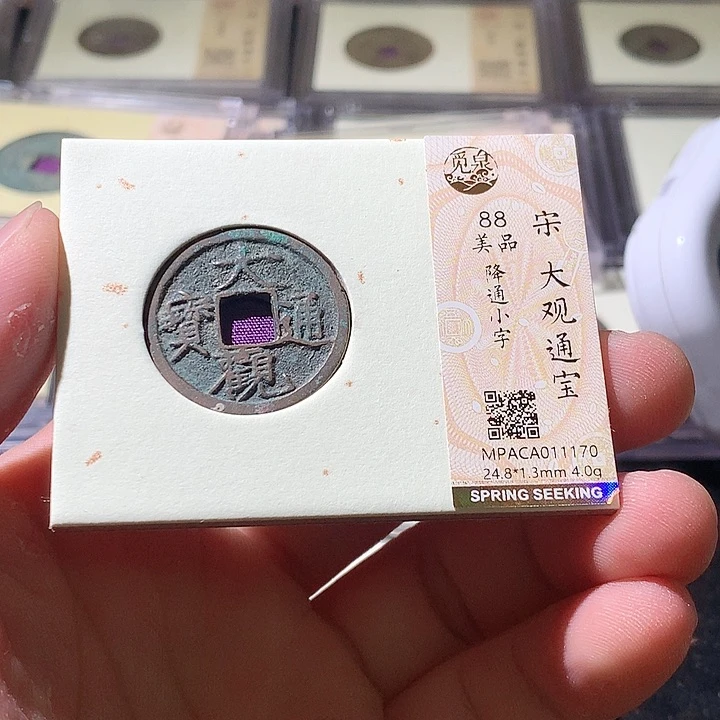 大觀通寶
觅泉
88
美品
降通小字
宋 大观通宝
MPACA011170
24.8*1.3mm 4.0g
SPRING SEEKING